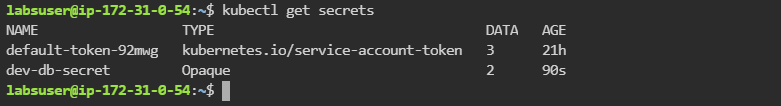 labsuser@ip-172-31-0-54:~$ kubectl get secrets
NAME TYPE DATA AGE
default-token-92mwg kubernetes.io/service-account-token 3 21h
dev-db-secret Opaque 2 90s
labsuser@ip-172-31-0-54:~$